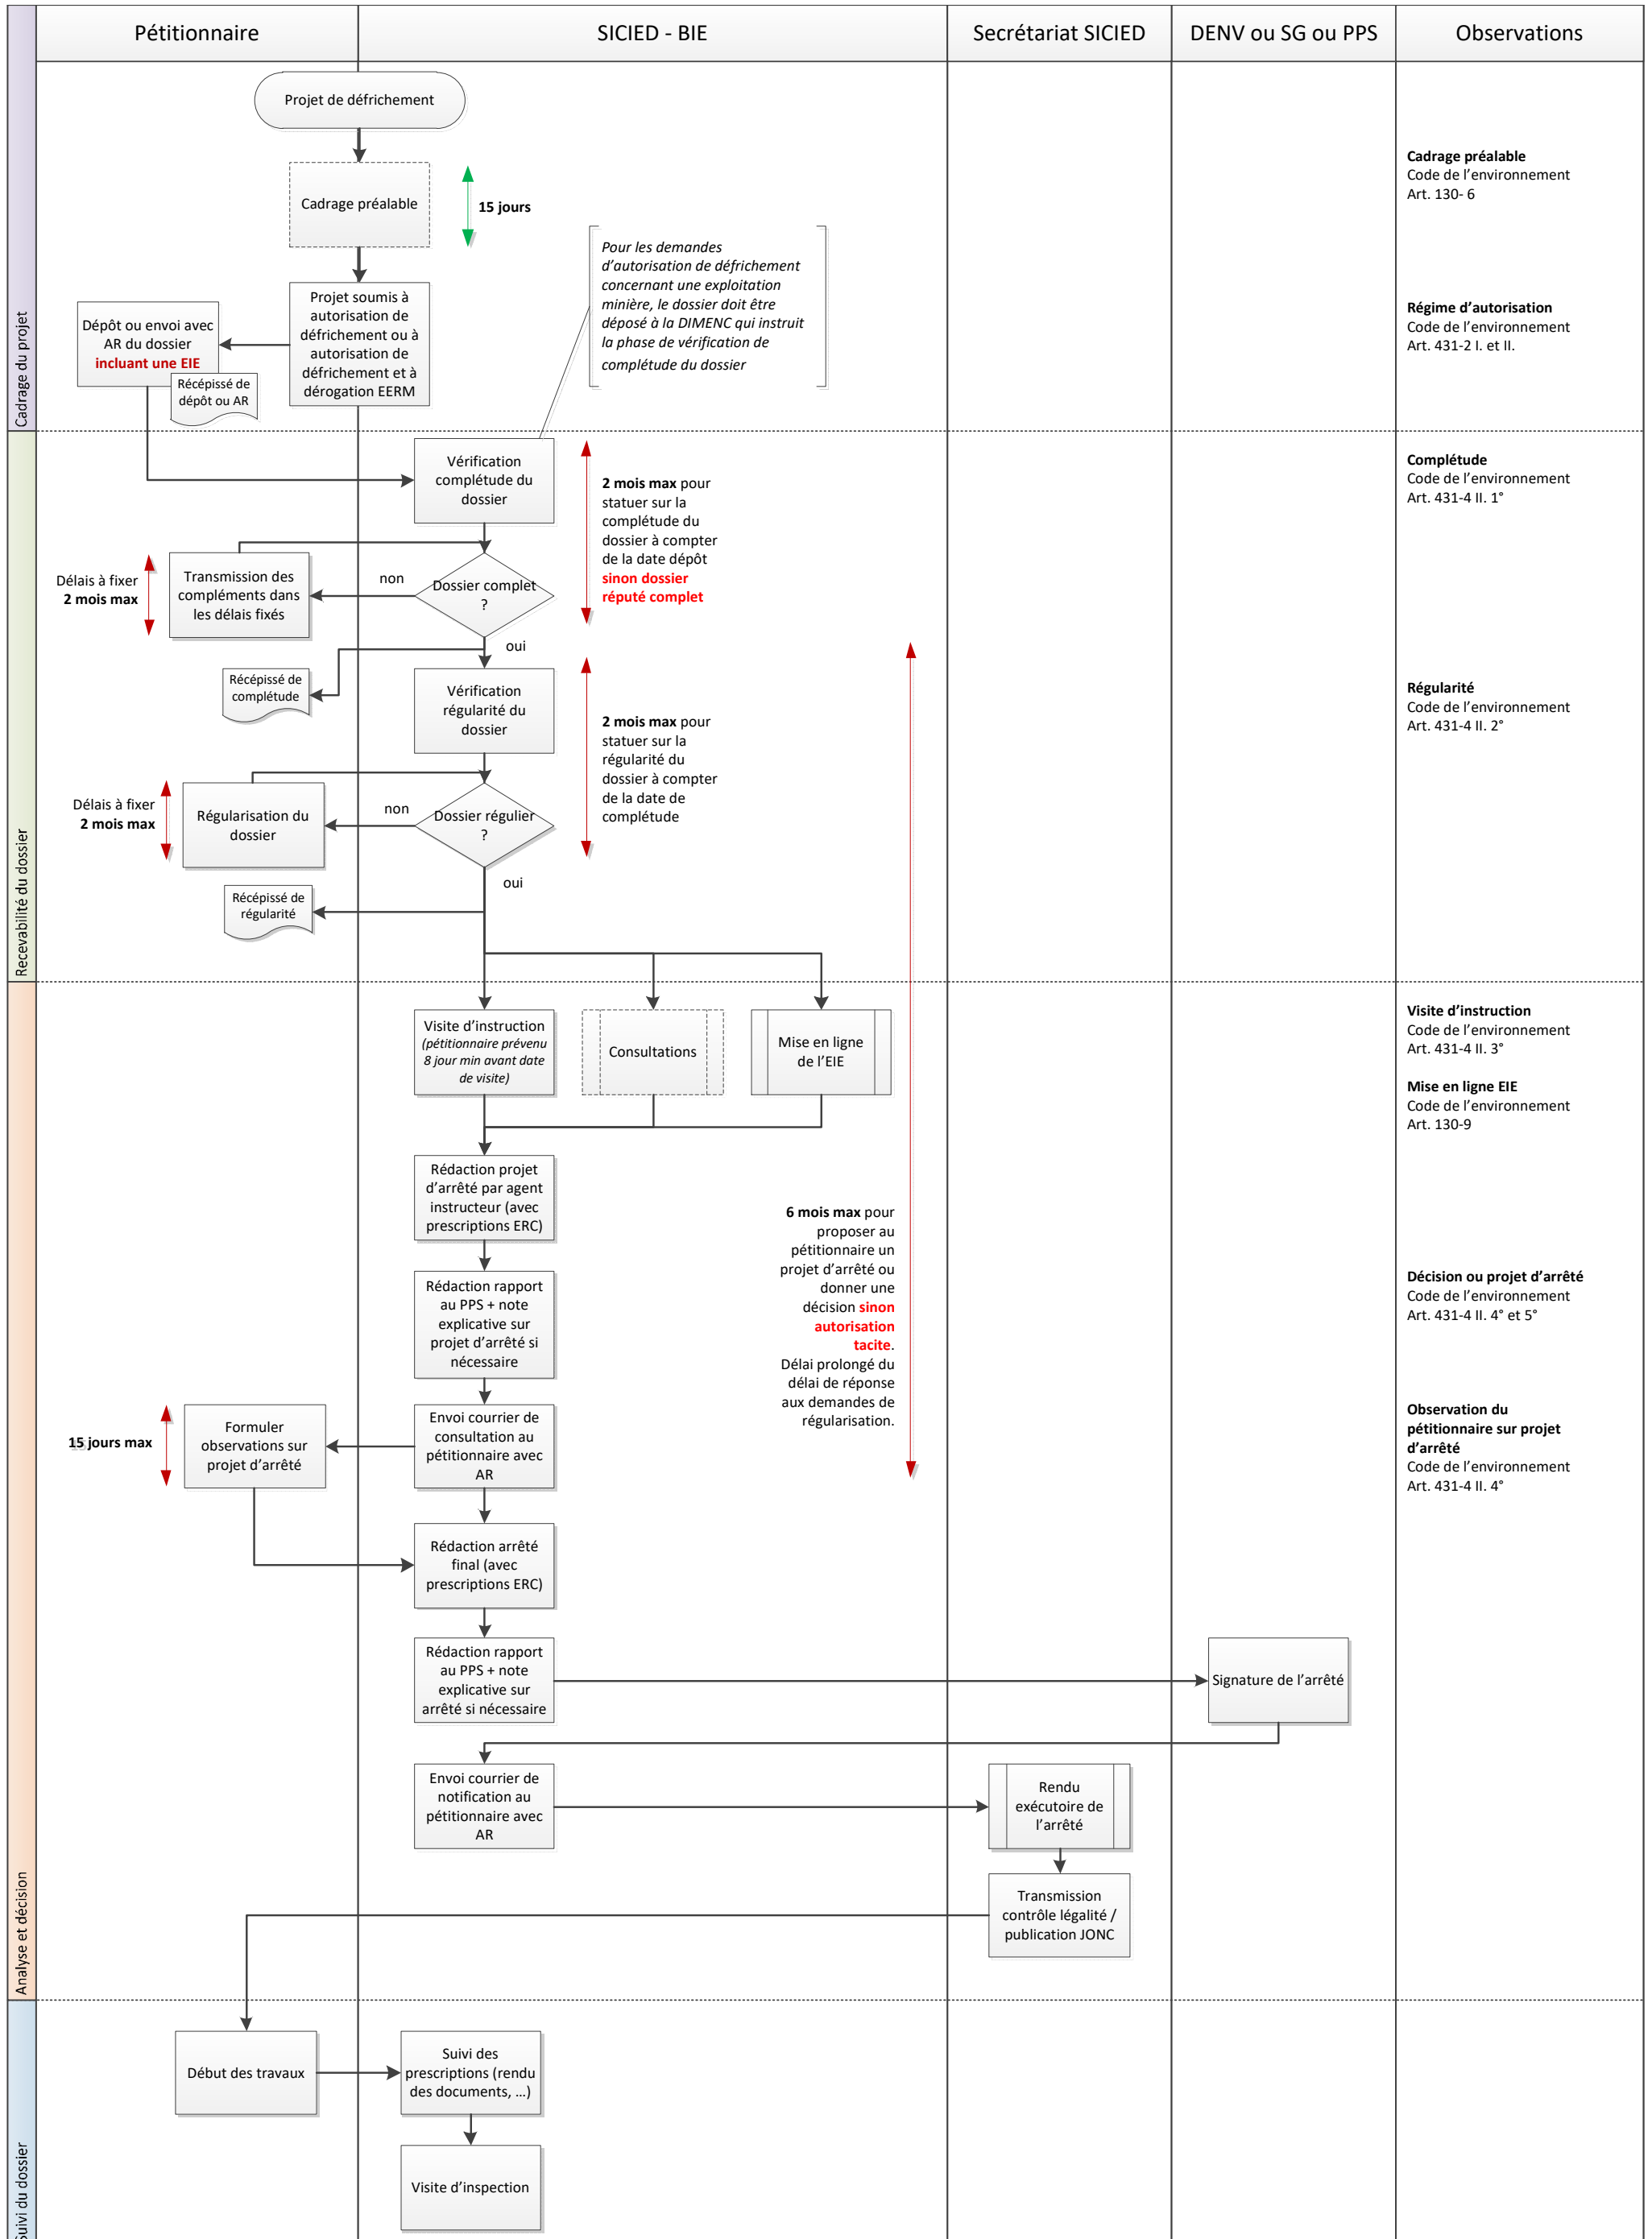 Pétitionnaire
SICIED - BIE
Secrétariat SICIED
DENV ou SG ou PPS
Observations
Cadrage du projet
Projet de défrichement
Cadrage préalable
15 jours
Cadrage préalable
Code de l'environnement
Art. 130- 6
Pour les demandes
d'autorisation de défrichement
concernant une exploitation
minière, le dossier doit être
déposé à la DIMENC qui instruit
la phase de vérification de
complétude du dossier
Projet soumis à
autorisation de
défrichement ou à
autorisation de
défrichement et à
dérogation EERM
Dépôt ou envoi avec
AR du dossier
incluant une EIE
Récépissé de
dépôt ou AR
Régime d'autorisation
Code de l'environnement
Art. 431-2 I. et II.
Recevabilité du dossier
Vérification
complétude du
dossier
2 mois max pour
statuer sur la
complétude du
dossier à compter
de la date dépôt
sinon dossier
réputé complet
Complétude
Code de l'environnement
Art. 431-4 II. 1°
Délais à fixer
2 mois max
Transmission des
compléments dans
les délais fixés
non
Dossier complet
?
oui
Récépissé de
complétude
Vérification
régularité du
dossier
2 mois max pour
statuer sur la
régularité du
dossier à compter
de la date de
complétude
Régularité
Code de l'environnement
Art. 431-4 II. 2°
Délais à fixer
2 mois max
Régularisation du
dossier
non
Dossier régulier
?
oui
Récépissé de
régularité
Analyse et décision
Visite d'instruction
(pétitionnaire prévenu
8 jour min avant date
de visite)
Consultations
Mise en ligne
de l'EIE
Visite d'instruction
Code de l'environnement
Art. 431-4 II. 3°
Mise en ligne EIE
Code de l'environnement
Art. 130-9
Rédaction projet
d'arrêté par agent
instructeur (avec
prescriptions ERC)
6 mois max pour
proposer au
pétitionnaire un
projet d'arrêté ou
donner une
décision sinon
autorisation
tacite.
Délai prolongé du
délai de réponse
aux demandes de
régularisation.
Rédaction rapport
au PPS + note
explicative sur
projet d'arrêté si
nécessaire
Décision ou projet d'arrêté
Code de l'environnement
Art. 431-4 II. 4° et 5°
15 jours max
Formuler
observations sur
projet d'arrêté
Envoi courrier de
consultation au
pétitionnaire avec
AR
Observation du
pétitionnaire sur projet
d'arrêté
Code de l'environnement
Art. 431-4 II. 4°
Rédaction arrêté
final (avec
prescriptions ERC)
Rédaction rapport
au PPS + note
explicative sur
arrêté si nécessaire
Signature de l'arrêté
Envoi courrier de
notification au
pétitionnaire avec
AR
Rendu
exécutoire de
l'arrêté
Transmission
contrôle légalité /
publication JONC
Suivi du dossier
Début des travaux
Suivi des
prescriptions (rendu
des documents, …)
Visite d'inspection